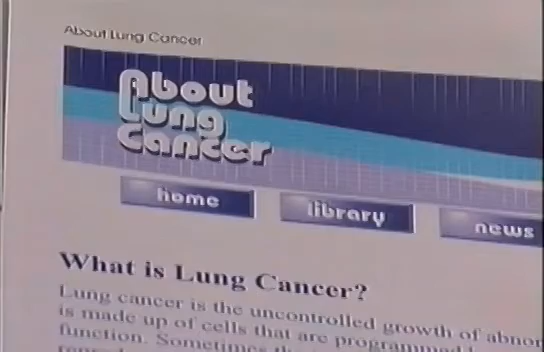 About Lung Cancer
About
Lung
Cancer
home
library
news
What is Lung Cancer?
Lung cancer is the uncontrolled growth of abnor
is made up of cells that are programmed
function. Sometimes